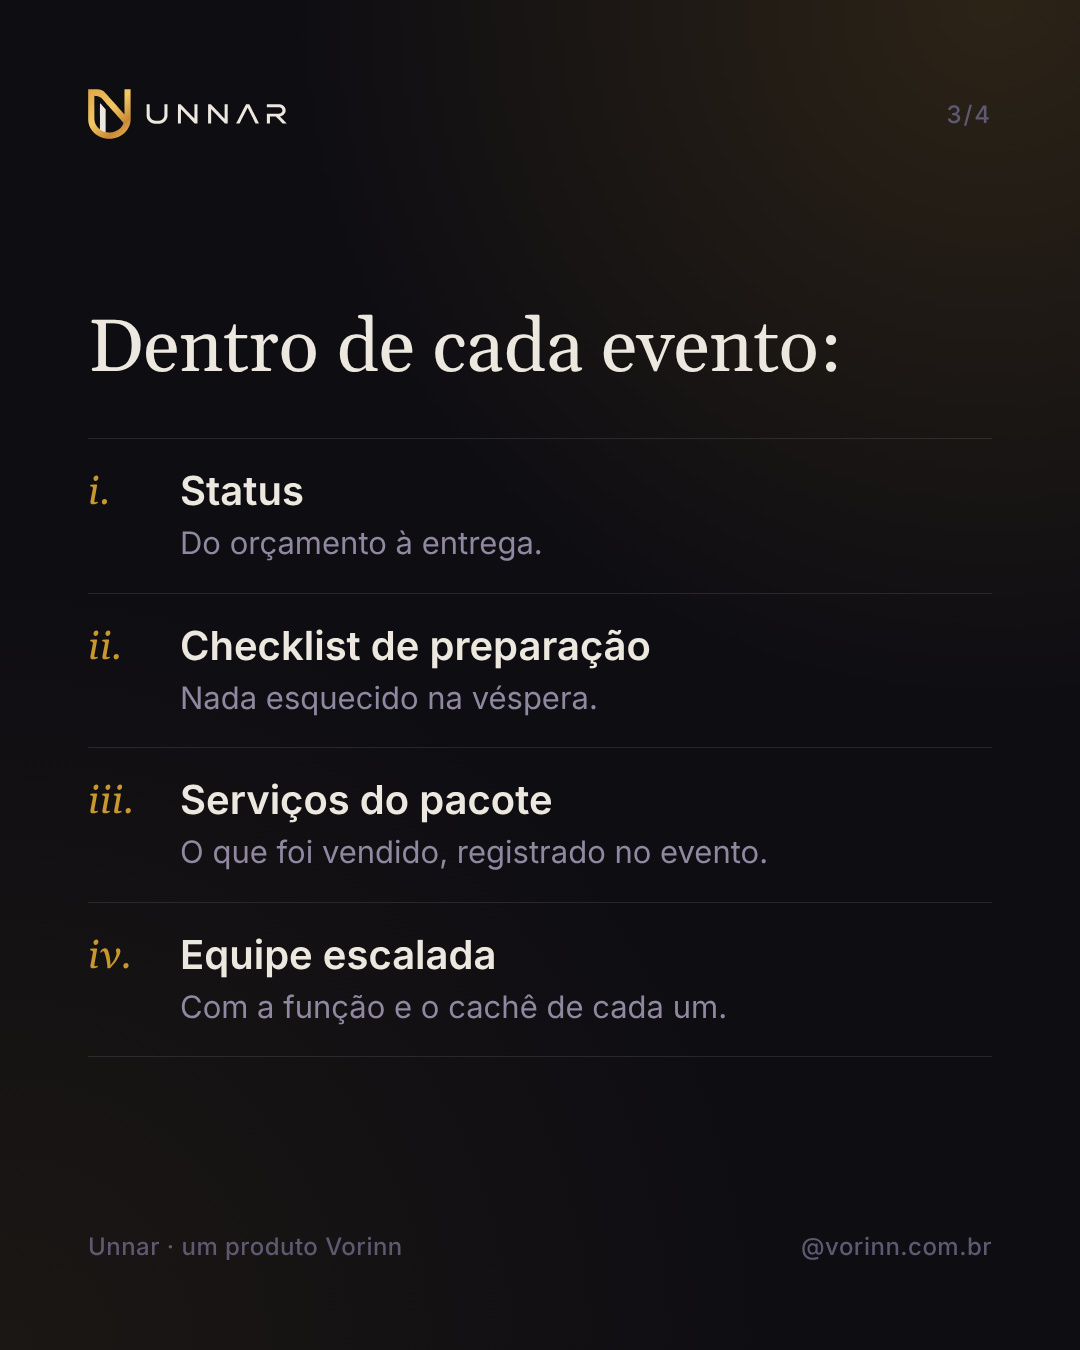 UNNAR
3/4
Dentro de cada evento:
i. Status
Do orçamento à entrega.
ii. Checklist de preparação
Nada esquecido na véspera.
iii. Serviços do pacote
O que foi vendido, registrado no evento.
iv. Equipe escalada
Com a função e o cachê de cada um.
Unnar · um produto Vorinn
@vorinn.com.br